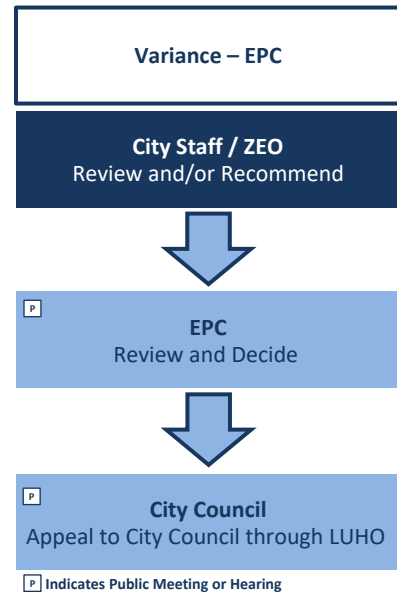 Variance – EPC
City Staff / ZEO
Review and/or Recommend
P
EPC
Review and Decide
P
City Council
Appeal to City Council through LUHO
P Indicates Public Meeting or Hearing